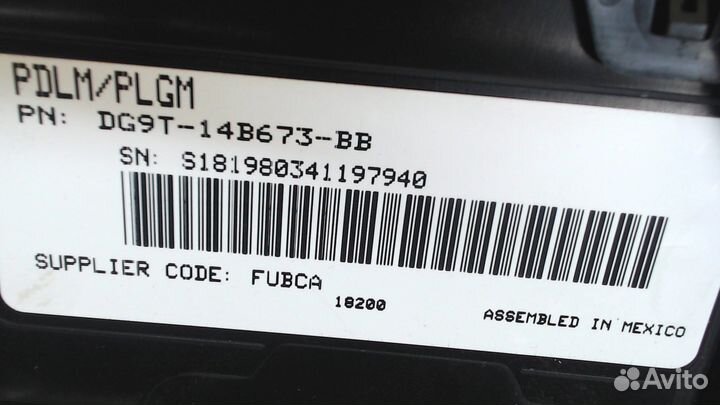 PDLM/PLGM
PN: DG9T-14B673-BB
SN: S181980341197940
SUPPLIER CODE: FUBCA
18200
ASSEMBLED IN MEXICO
Avito